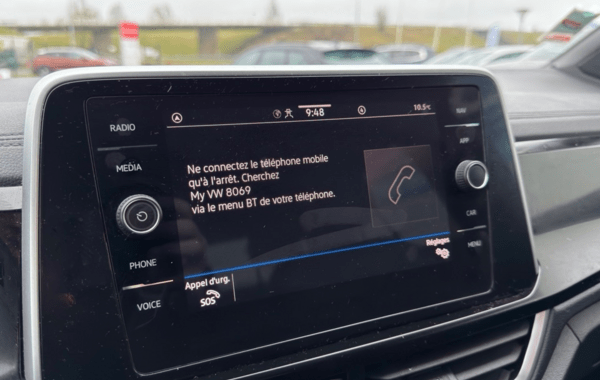 9:48
10.5°C
RADIO
MEDIA
PHONE
VOICE
NAV
APP
CAR
MENU
Ne connectez le téléphone mobile
qu'à l'arrêt. Cherchez
My VW 8069
via le menu BT de votre téléphone.
Réglages
Appel d'urg.
SOS